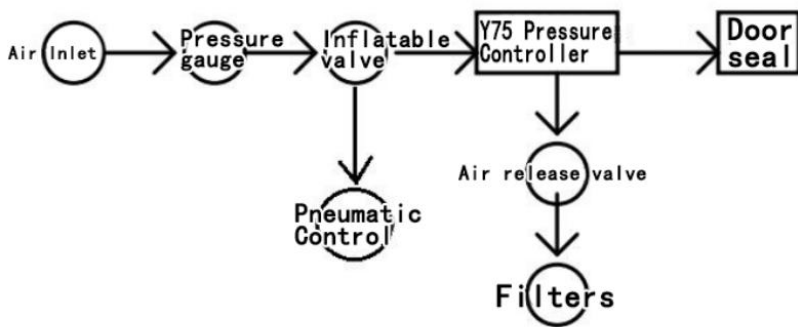 Air Inlet
Pressure
gauge
Inflatable
valve
Y75 Pressure
Controller
Door
seal
Air release valve
Pneumatic
Control
Filters